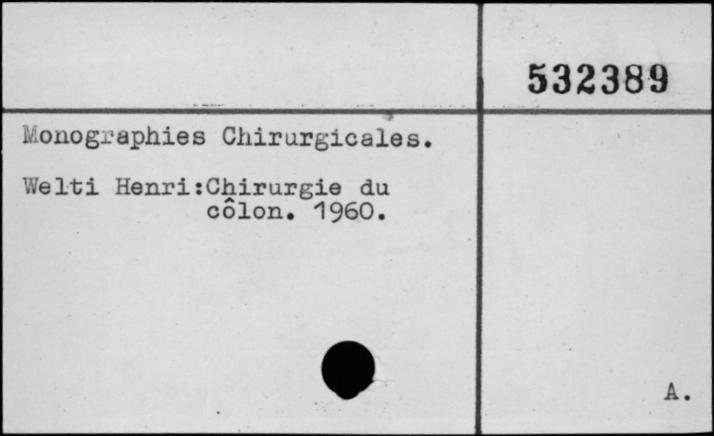 532389
Monographies Chirurgicales.
Welti Henri:Chirurgie du
côlon. 1960.
A.